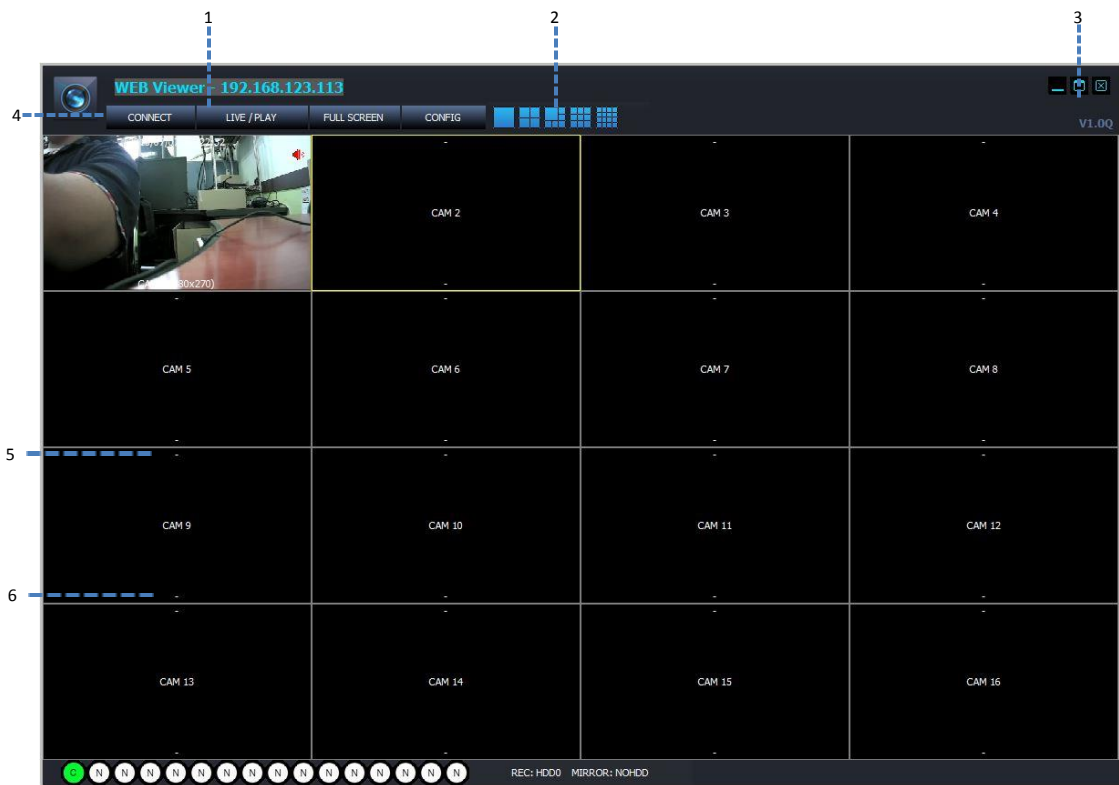 1 2 3
WEB Viewer - 192.168.123.113
4 CONNECT LIVE / PLAY FULL SCREEN CONFIG
V1.0Q
- - -
CAM 2 CAM 3 CAM 4
30x270)
- - -
- - - -
CAM 5 CAM 6 CAM 7 CAM 8
- - - -
5 - - - -
CAM 9 CAM 10 CAM 11 CAM 12
6 - - - -
- - - -
CAM 13 CAM 14 CAM 15 CAM 16
- - - -
C N N N N N N N N N N N N N N N REC: HDD0 MIRROR: NOHDD